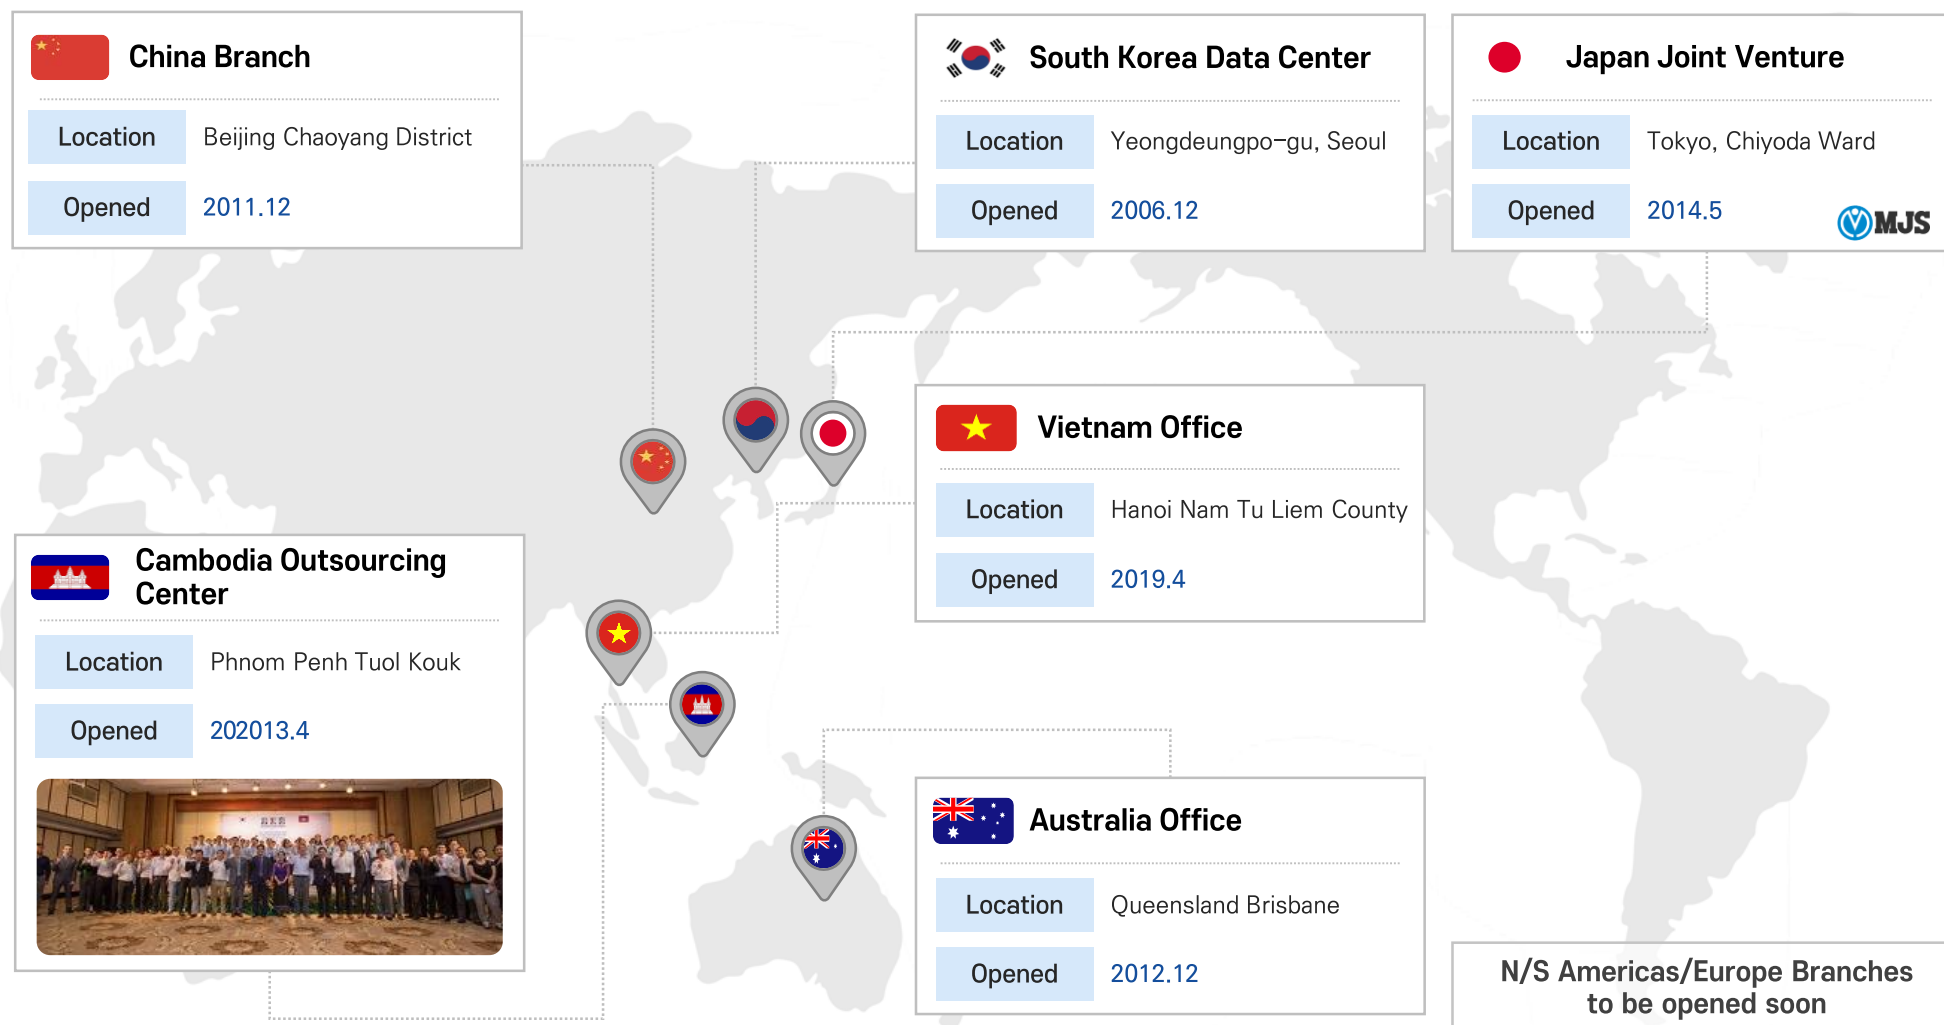 China Branch
Location Beijing Chaoyang District
Opened 2011.12
South Korea Data Center
Location Yeongdeungpo-gu, Seoul
Opened 2006.12
Japan Joint Venture
Location Tokyo, Chiyoda Ward
Opened 2014.5
MJS
Vietnam Office
Location Hanoi Nam Tu Liem County
Opened 2019.4
Cambodia Outsourcing
Center
Location Phnom Penh Tuol Kouk
Opened 202013.4
Australia Office
Location Queensland Brisbane
Opened 2012.12
N/S Americas/Europe Branches
to be opened soon